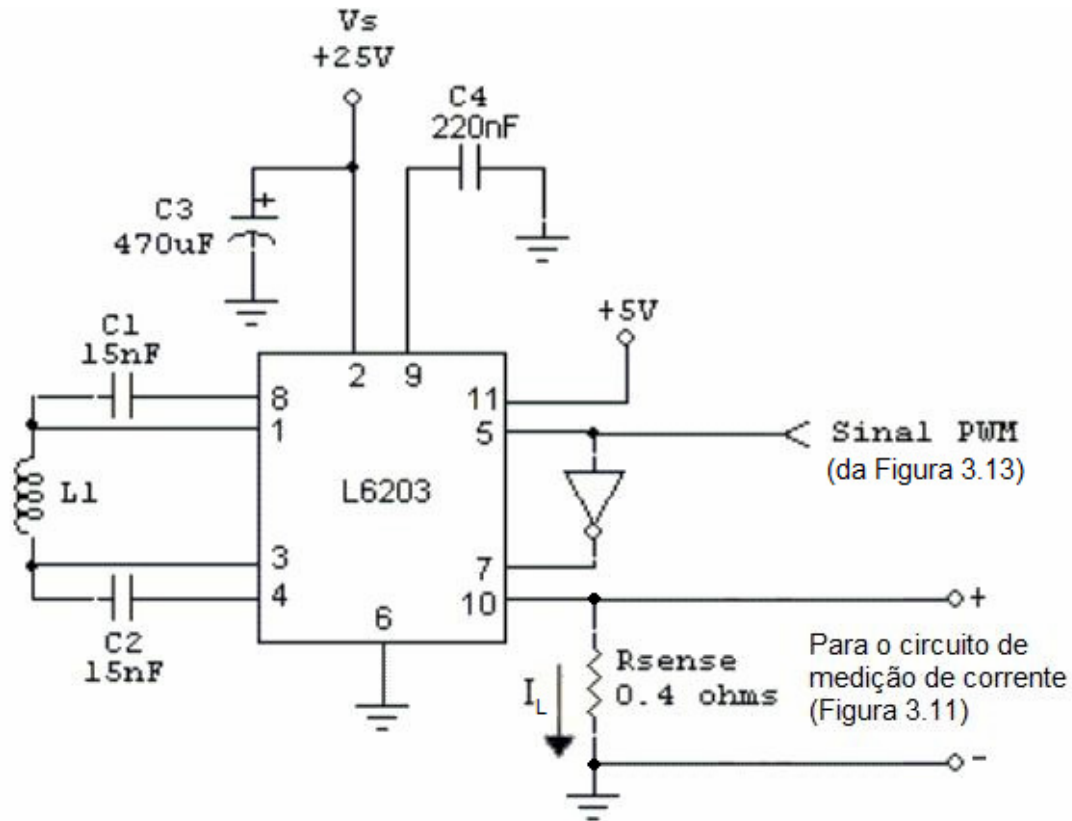 Vs
+25V
C4
220nF
C3
+
470uF
+5V
C1
15nF
2
9
8
1
11
5
Sinal PWM
(da Figura 3.13)
L1
L6203
3
4
7
10
6
C2
15nF
+
Para o circuito de
medição de corrente
(Figura 3.11)
IL
Rsense
0.4 ohms
-